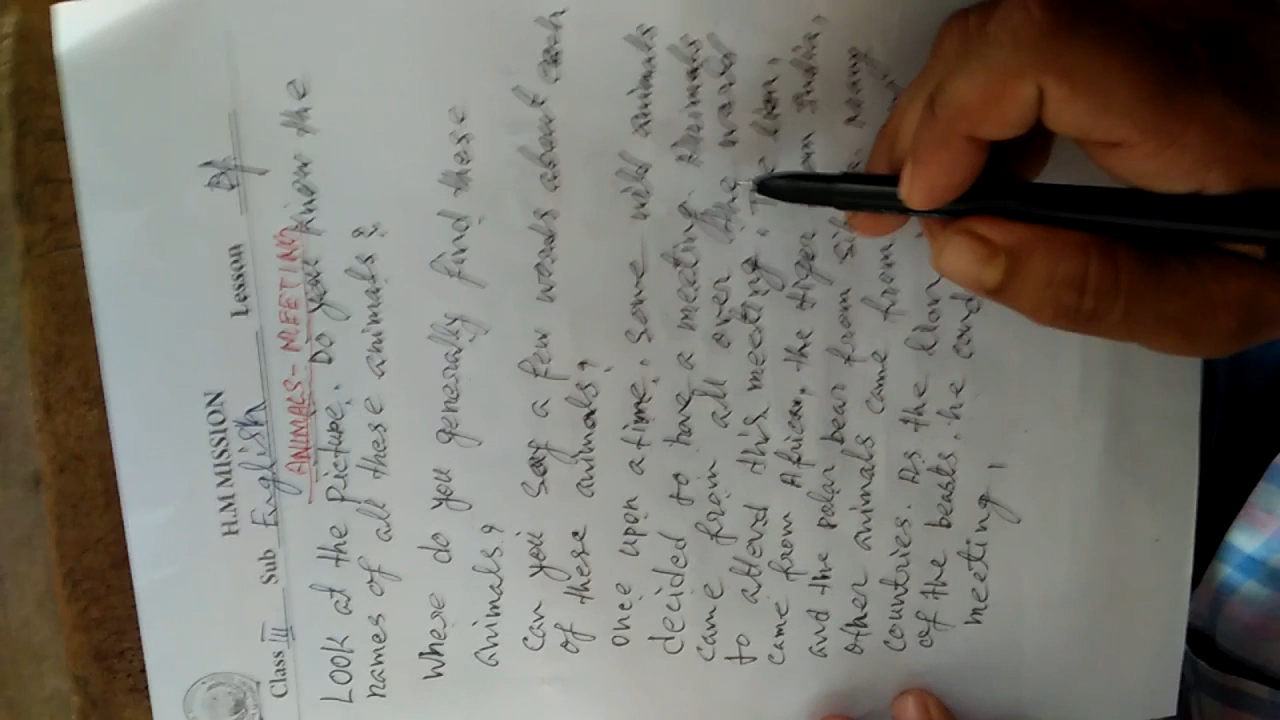 H.M MISSION
Class III Sub English Lesson
ANIMALS - MEETING
Look at the picture. Do you know the
names of all these animals?
Where do you generally find these
animals?
Can you say a few words about each
of these animals?
Once upon a time, some wild animals
decided to have a meeting Animals
came from all over the world
to attend this meeting. The lion,
came from African, the tiger from India,
and the polar bear from
other animals came from many
countries. As the lion
of the beasts, he
meeting,